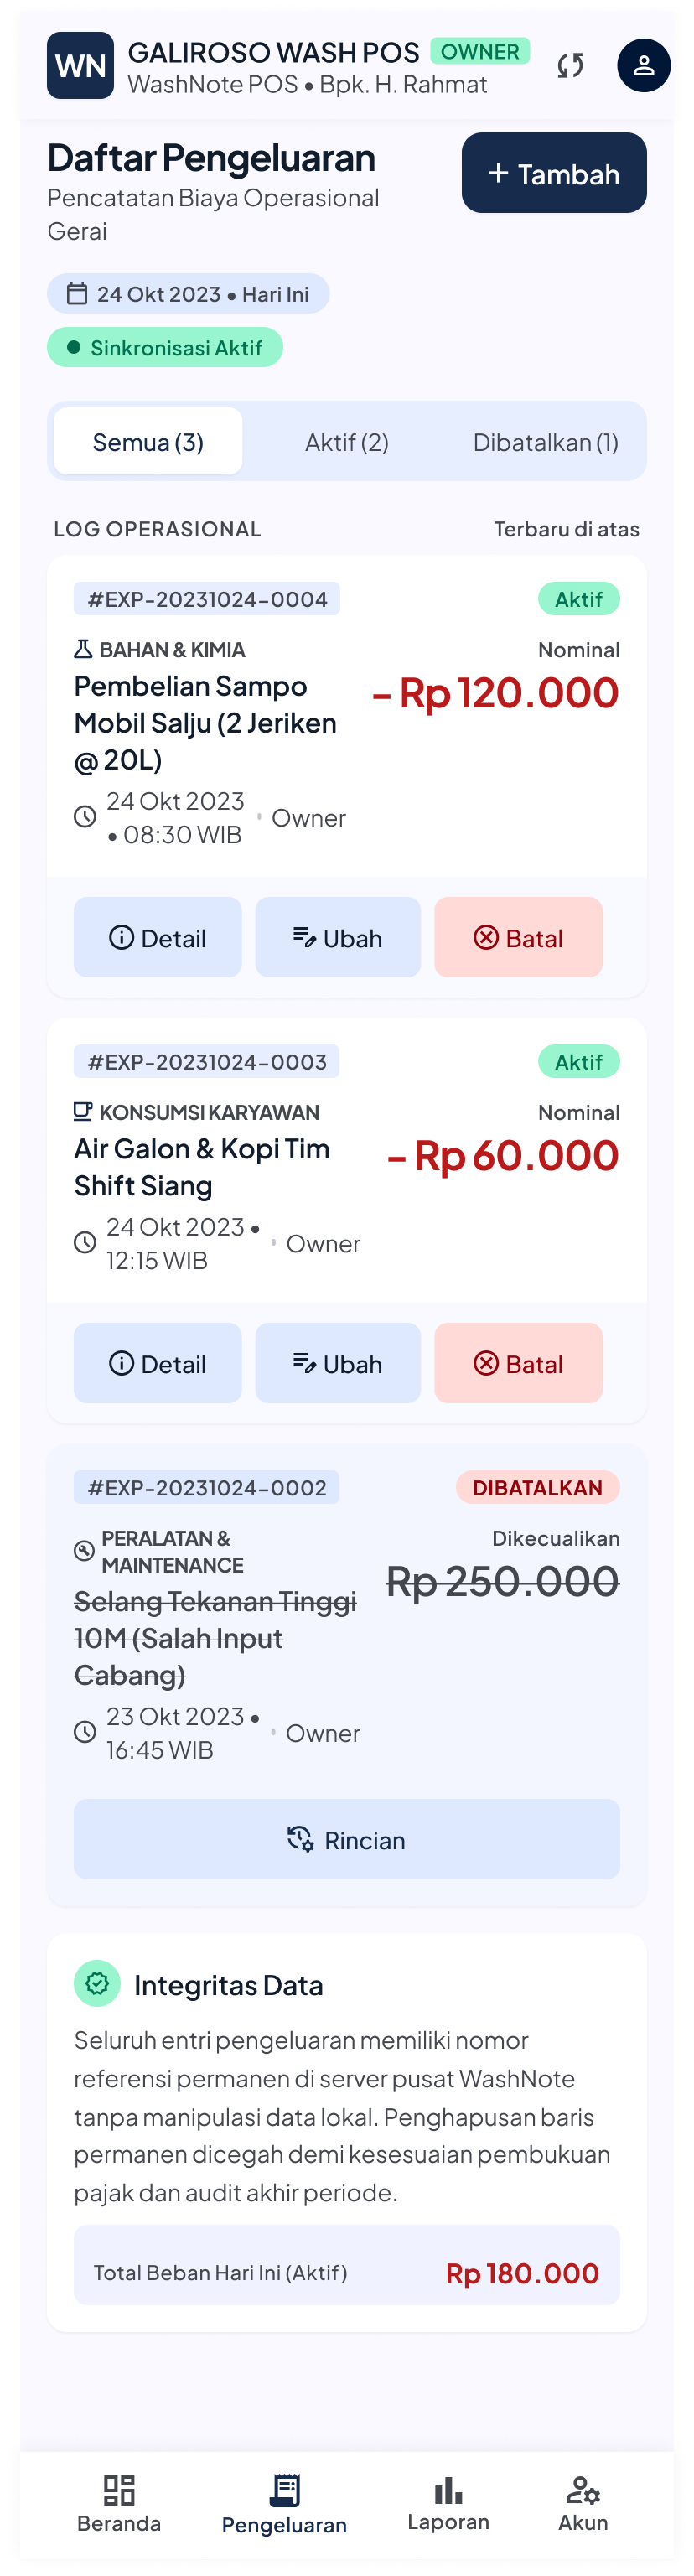 WN
GALIROSO WASH POS OWNER
WashNote POS • Bpk. H. Rahmat
Daftar Pengeluaran
+ Tambah
Pencatatan Biaya Operasional
Gerai
24 Okt 2023 • Hari Ini
Sinkronisasi Aktif
Semua (3) Aktif (2) Dibatalkan (1)
LOG OPERASIONAL Terbaru di atas
#EXP-20231024-0004 Aktif
BAHAN & KIMIA Nominal
Pembelian Sampo
Mobil Salju (2 Jeriken
@ 20L)
- Rp 120.000
24 Okt 2023
• 08:30 WIB
Owner
Detail Ubah Batal
#EXP-20231024-0003 Aktif
KONSUMSI KARYAWAN Nominal
Air Galon & Kopi Tim
Shift Siang
- Rp 60.000
24 Okt 2023 •
12:15 WIB
Owner
Detail Ubah Batal
#EXP-20231024-0002 DIBATALKAN
PERALATAN &
MAINTENANCE
Dikecualikan
Rp 250.000
Selang Tekanan Tinggi
10M (Salah Input
Cabang)
23 Okt 2023 •
16:45 WIB
Owner
Rincian
Integritas Data
Seluruh entri pengeluaran memiliki nomor
referensi permanen di server pusat WashNote
tanpa manipulasi data lokal. Penghapusan baris
permanen dicegah demi kesesuaian pembukuan
pajak dan audit akhir periode.
Total Beban Hari Ini (Aktif) Rp 180.000
Beranda Pengeluaran Laporan Akun